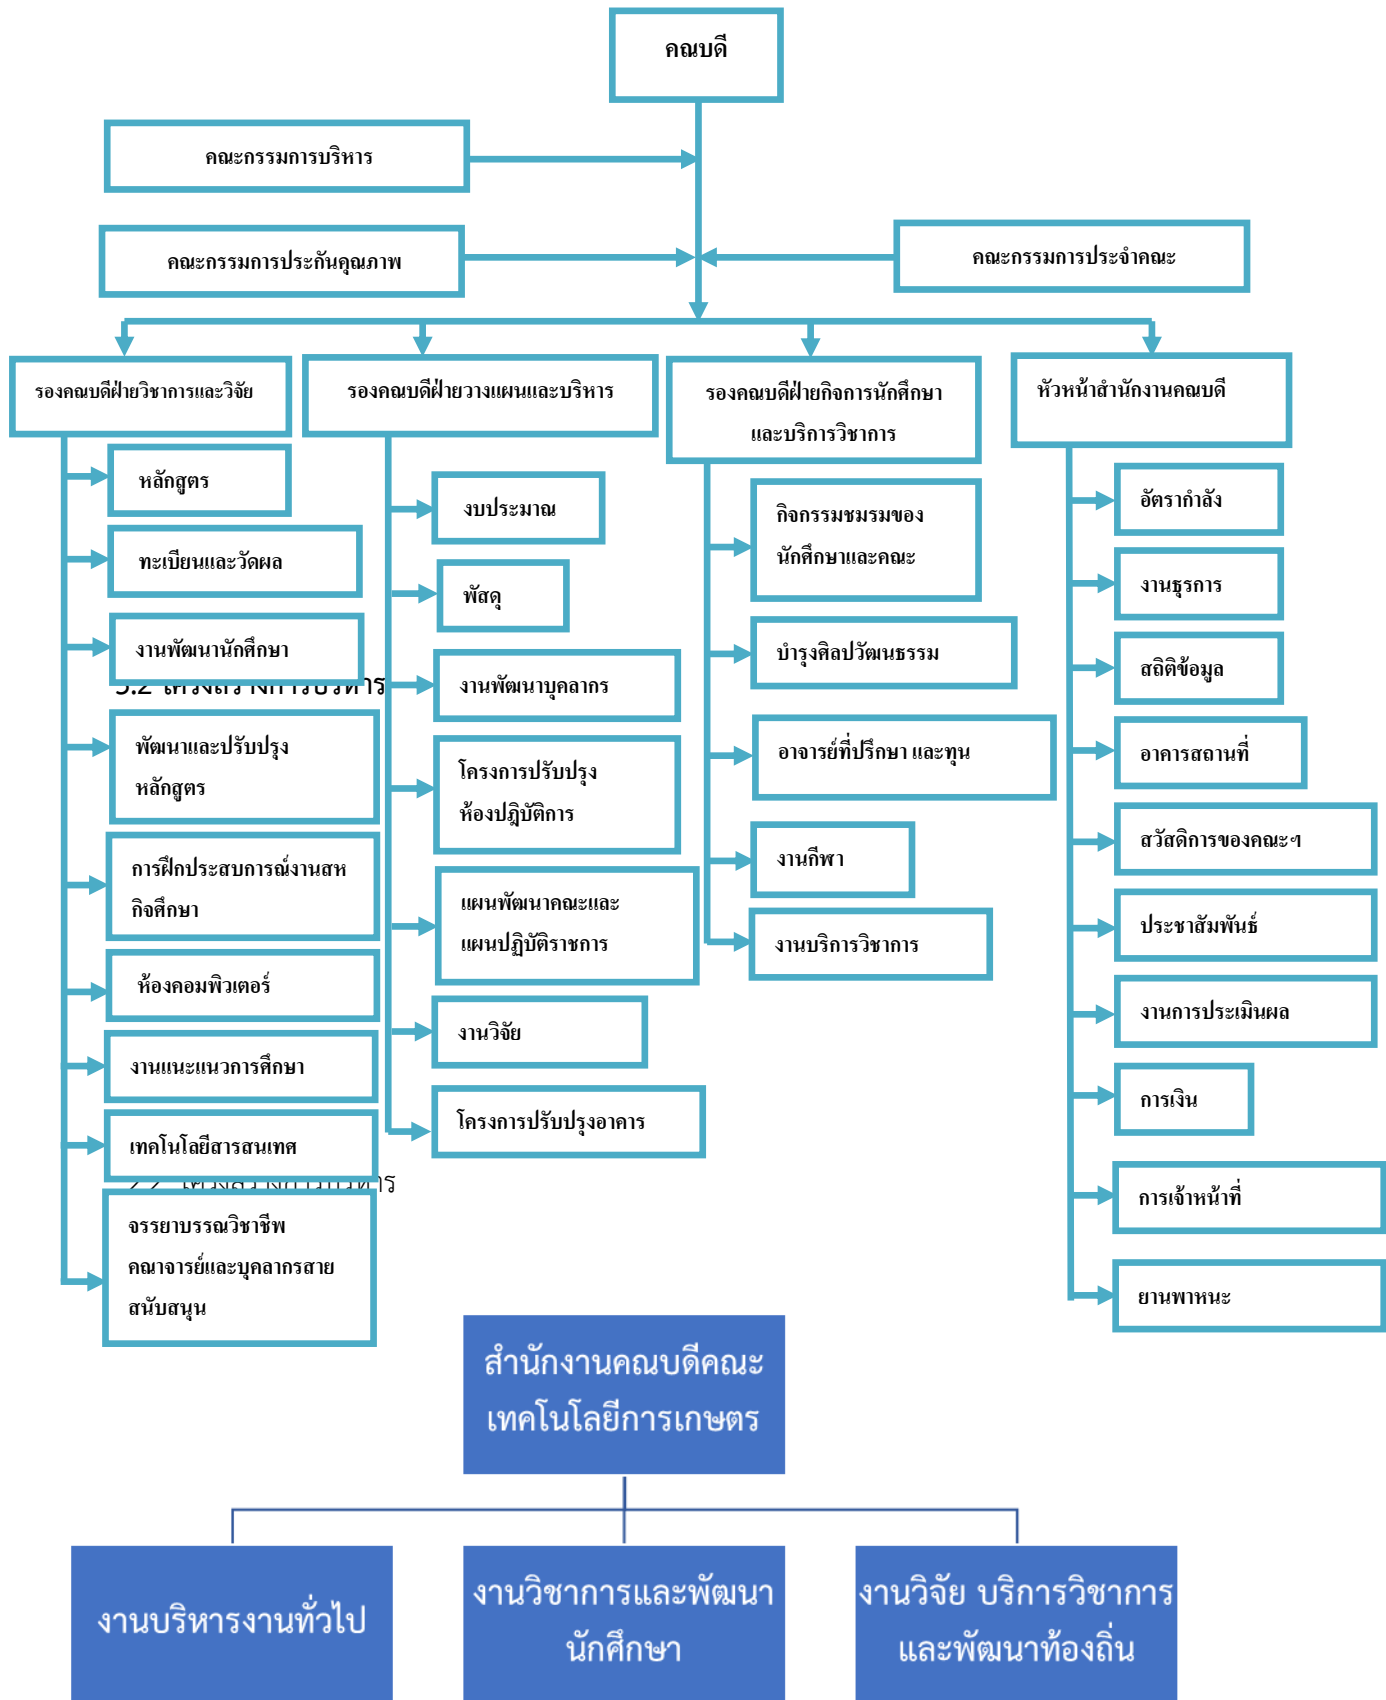 คณบดี
คณะกรรมการบริหาร
คณะกรรมการประกันคุณภาพ
คณะกรรมการประจำคณะ
รองคณบดีฝ่ายวิชาการและวิจัย
หลักสูตร
ทะเบียนและวัดผล
งานพัฒนานักศึกษา
พัฒนาและปรับปรุง
หลักสูตร
การฝึกประสบการณ์งานสห
กิจศึกษา
ห้องคอมพิวเตอร์
งานแนะแนวการศึกษา
เทคโนโลยีสารสนเทศ
จรรยาบรรณวิชาชีพ
คณาจารย์และบุคลากรสาย
สนับสนุน
รองคณบดีฝ่ายวางแผนและบริหาร
งบประมาณ
พัสดุ
งานพัฒนาบุคลากร
โครงการปรับปรุง
ห้องปฎิบัติการ
แผนพัฒนาคณะและ
แผนปฏิบัติราชการ
งานวิจัย
โครงการปรับปรุงอาคาร
รองคณบดีฝ่ายกิจการนักศึกษา
และบริการวิชาการ
กิจกรรมชมรมของ
นักศึกษาและคณะ
บำรุงศิลปวัฒนธรรม
อาจารย์ที่ปรึกษา และทุน
งานกีฬา
งานบริการวิชาการ
หัวหน้าสำนักงานคณบดี
อัตรากำลัง
งานธุรการ
สถิติข้อมูล
อาคารสถานที่
สวัสดิการของคณะฯ
ประชาสัมพันธ์
งานการประเมินผล
การเงิน
การเจ้าหน้าที่
ยานพาหนะ
โครงสร้างการบริหาร
โครงสร้างการบริหาร
สำนักงานคณบดีคณะ
เทคโนโลยีการเกษตร
งานบริหารงานทั่วไป
งานวิชาการและพัฒนา
นักศึกษา
งานวิจัย บริการวิชาการ
และพัฒนาท้องถิ่น